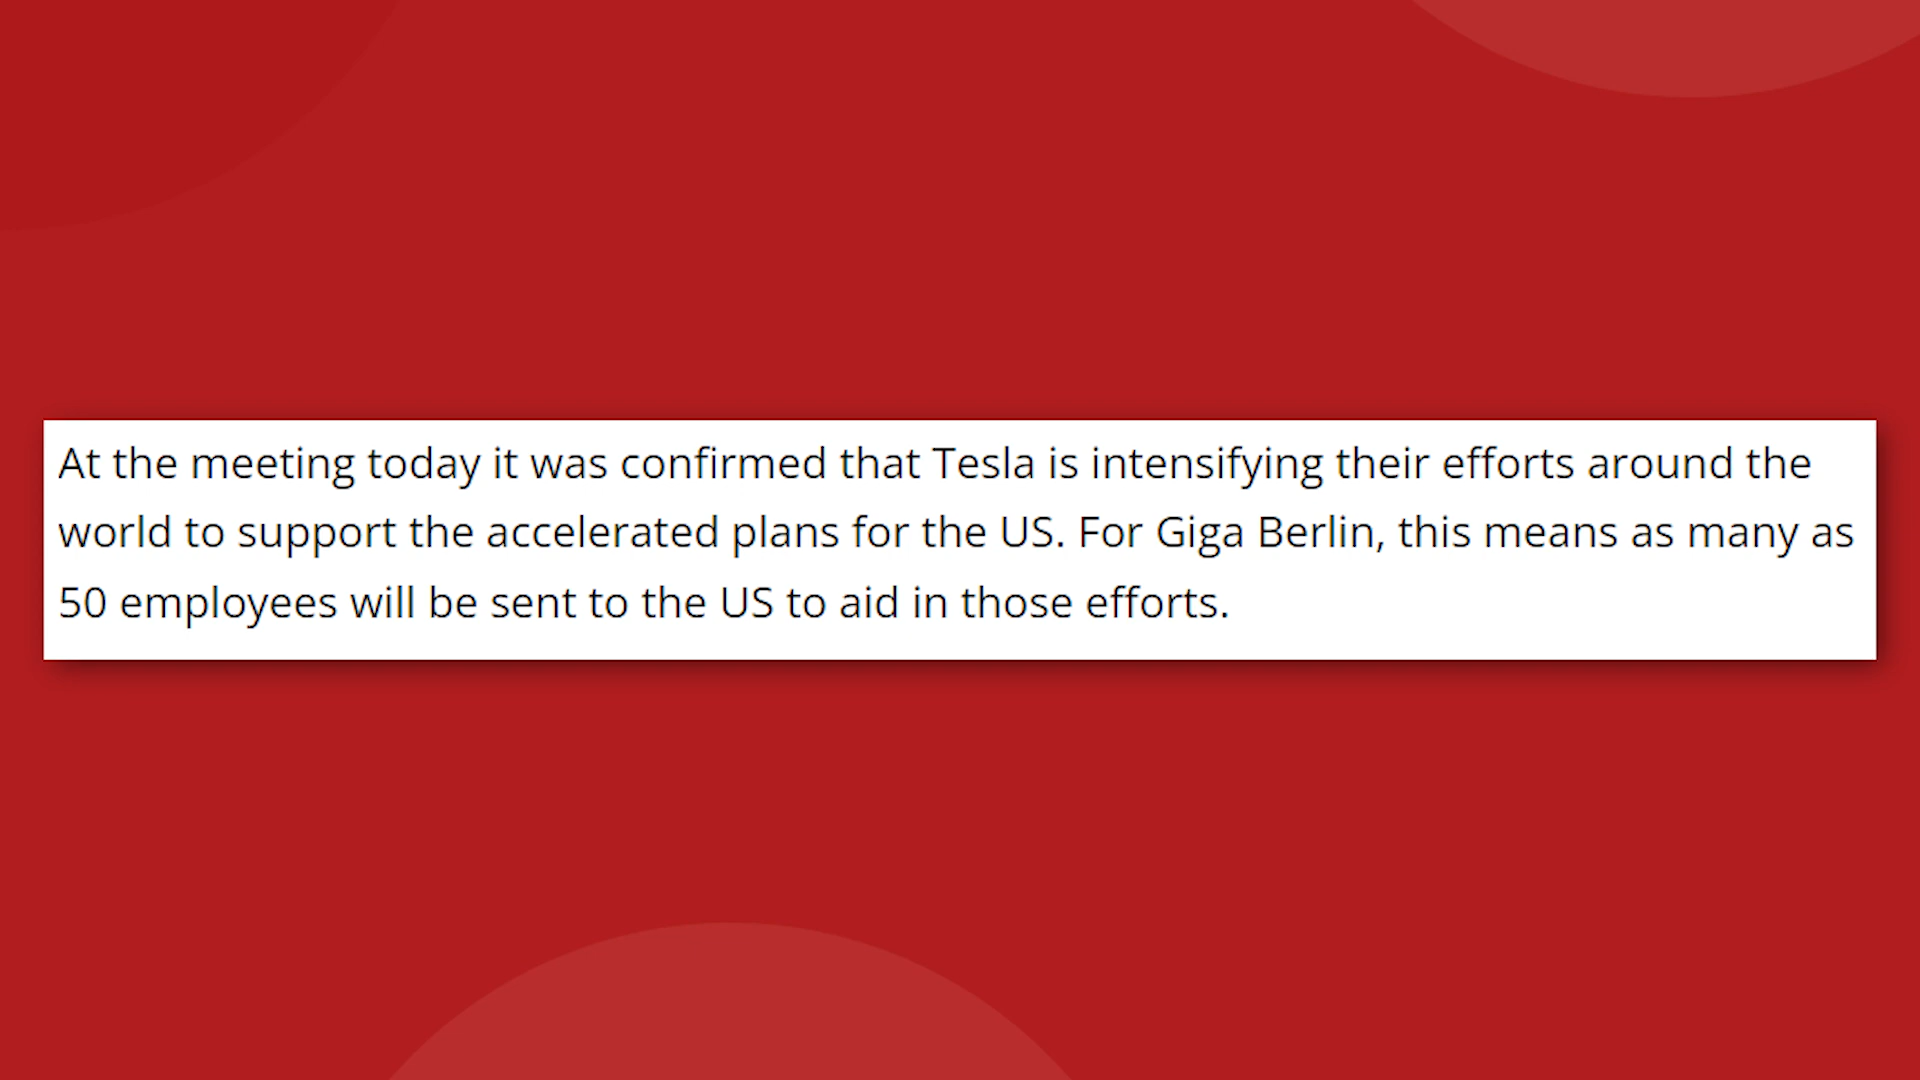 At the meeting today it was confirmed that Tesla is intensifying their efforts around the
world to support the accelerated plans for the US. For Giga Berlin, this means as many as
50 employees will be sent to the US to aid in those efforts.